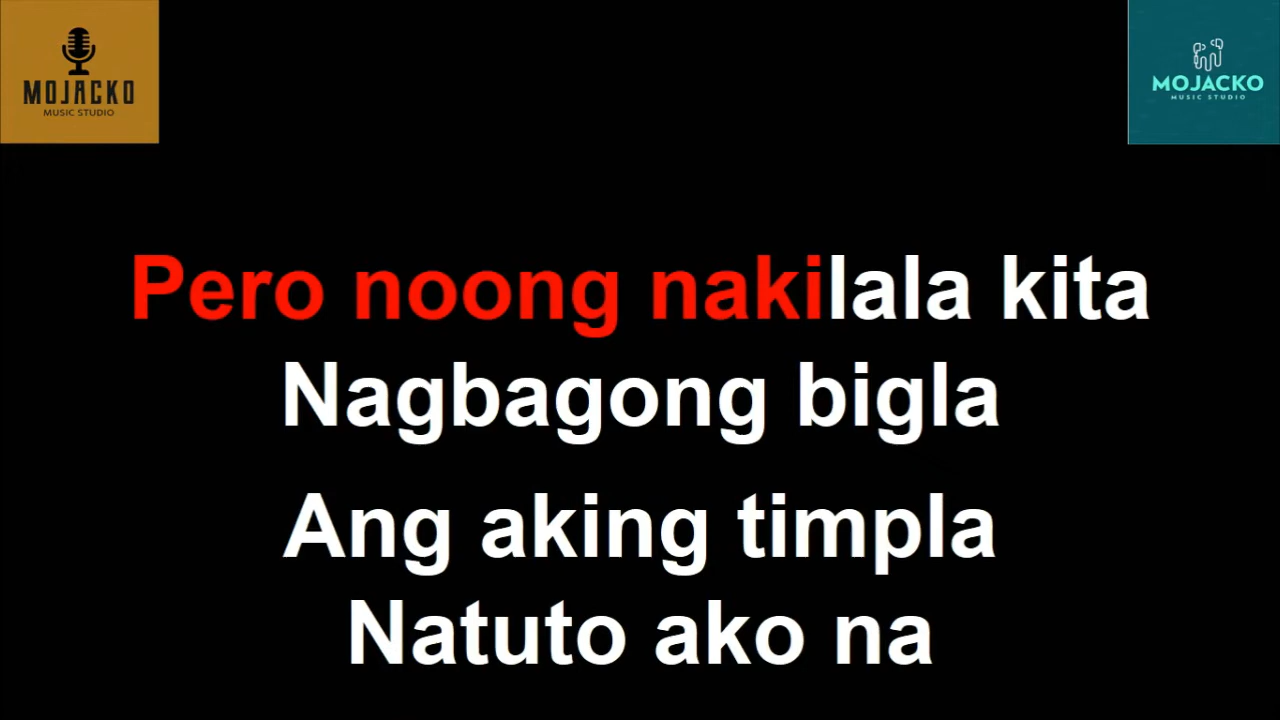 MOJACKO
MUSIC STUDIO
MOJACKO
MUSIC STUDIO
Pero noong nakilala kita
Nagbagong bigla
Ang aking timpla
Natuto ako na